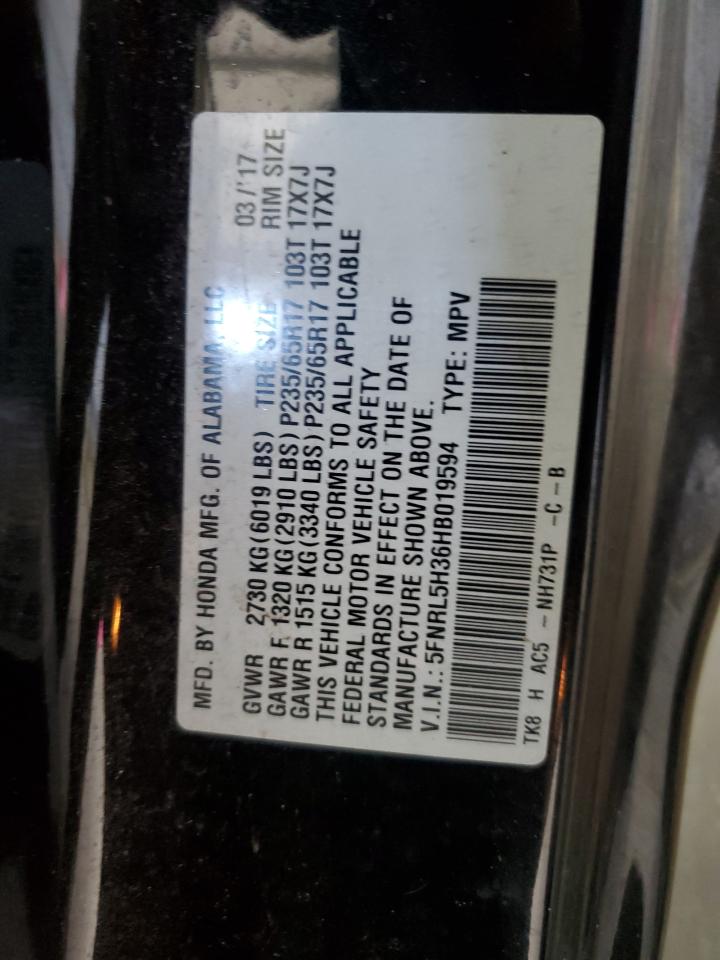 MFD. BY HONDA MFG. OF ALABAMA, LLC 03/'17
GVWR 2730 KG(6019 LBS) TIRE SIZE RIM SIZE
GAWR F 1320 KG(2910 LBS) P235/65R17 103T 17X7J
GAWR R 1515 KG(3340 LBS) P235/65R17 103T 17X7J
THIS VEHICLE CONFORMS TO ALL APPLICABLE
FEDERAL MOTOR VEHICLE SAFETY
STANDARDS IN EFFECT ON THE DATE OF
MANUFACTURE SHOWN ABOVE.
V.I.N.: 5FNRL5H36HB019594 TYPE: MPV
TK8 H AC5 -NH731P -C-B